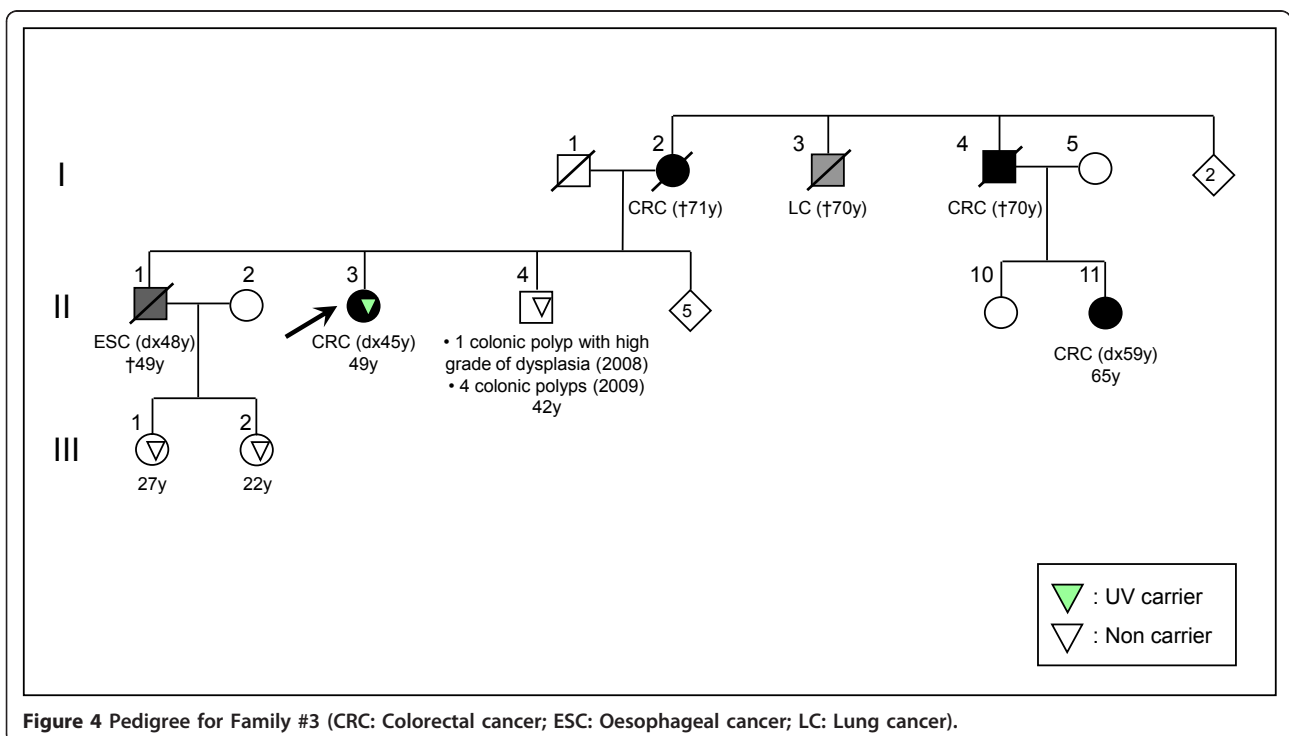 1
2
3
4
5
I
2
CRC (†71y)
LC (†70y)
CRC (†70y)
1
2
3
4
10
11
II
5
ESC (dx48y)
†49y
CRC (dx45y)
49y
• 1 colonic polyp with high
grade of dysplasia (2008)
• 4 colonic polyps (2009)
42y
CRC (dx59y)
65y
1
2
III
27y
22y
: UV carrier
: Non carrier
Figure 4 Pedigree for Family #3 (CRC: Colorectal cancer; ESC: Oesophageal cancer; LC: Lung cancer).